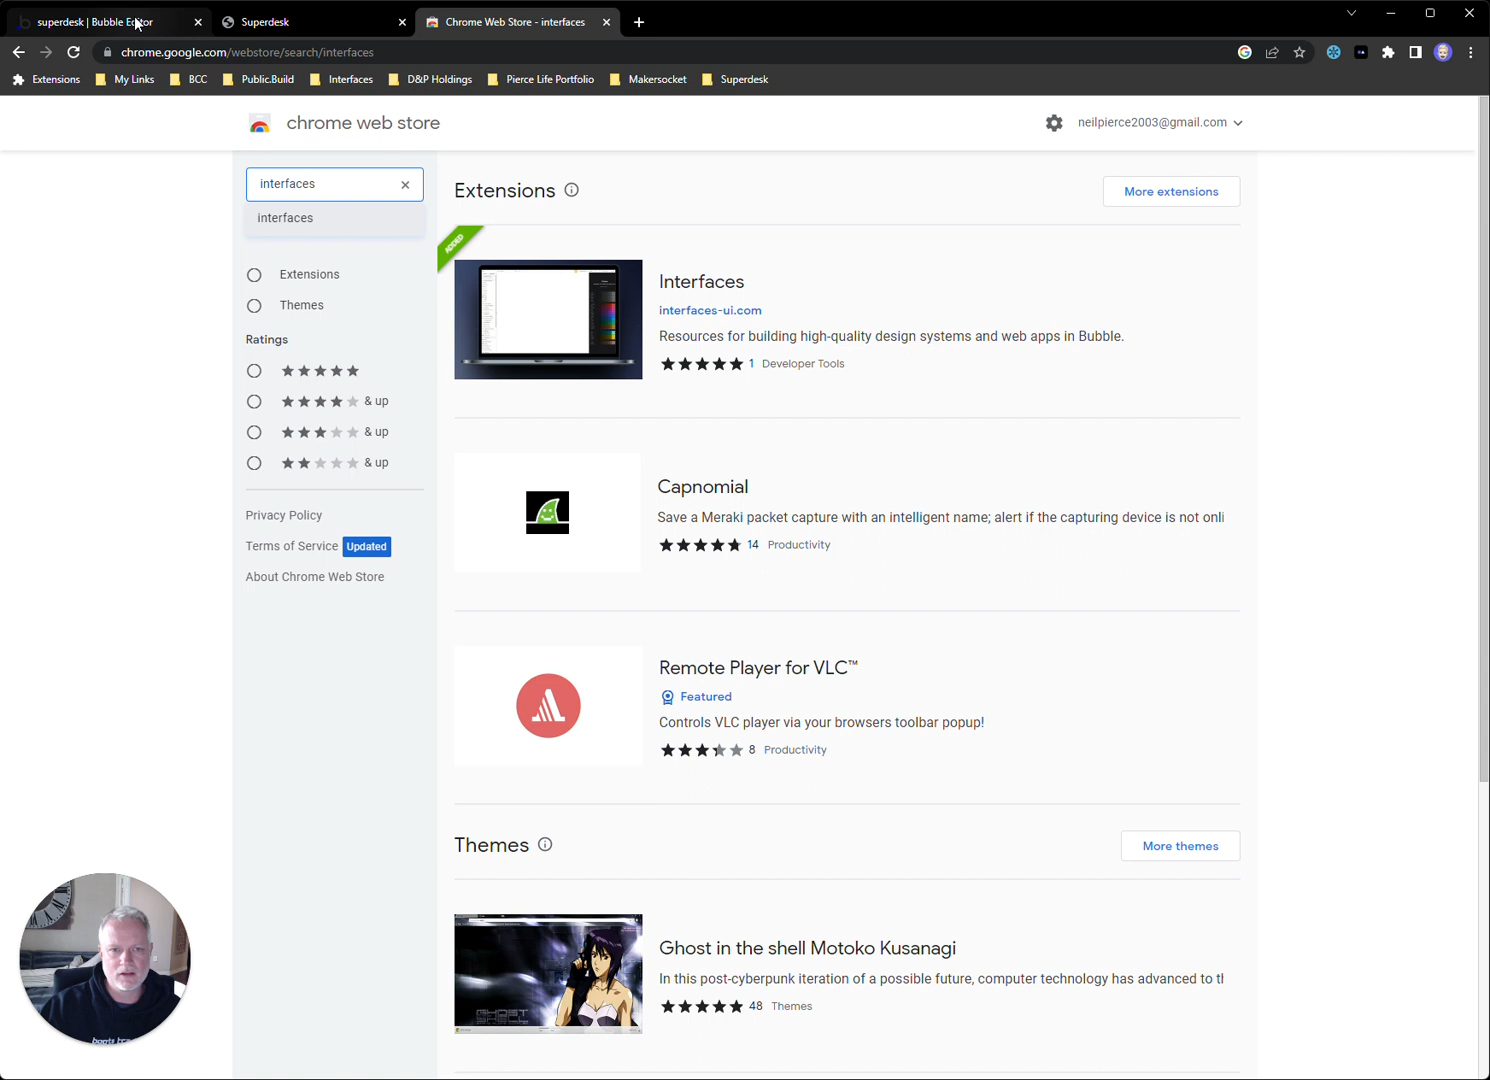 superdesk | Bubble Editor
Superdesk
Chrome Web Store - interfaces
chrome.google.com/webstore/search/interfaces
Extensions
My Links
BCC
Public.Build
Interfaces
D&P Holdings
Pierce Life Portfolio
Makersocket
Superdesk
chrome web store
neilpierce2003@gmail.com
interfaces
interfaces
Extensions
Themes
Ratings
& up
& up
& up
Privacy Policy
Terms of Service Updated
About Chrome Web Store
Extensions
More extensions
ADDED
Interfaces
interfaces-ui.com
Resources for building high-quality design systems and web apps in Bubble.
1 Developer Tools
Capnomial
Save a Meraki packet capture with an intelligent name; alert if the capturing device is not onli
14 Productivity
Remote Player for VLC™
Featured
Controls VLC player via your browsers toolbar popup!
8 Productivity
Themes
More themes
Ghost in the shell Motoko Kusanagi
In this post-cyberpunk iteration of a possible future, computer technology has advanced to tl
48 Themes
GHOST
SHELL